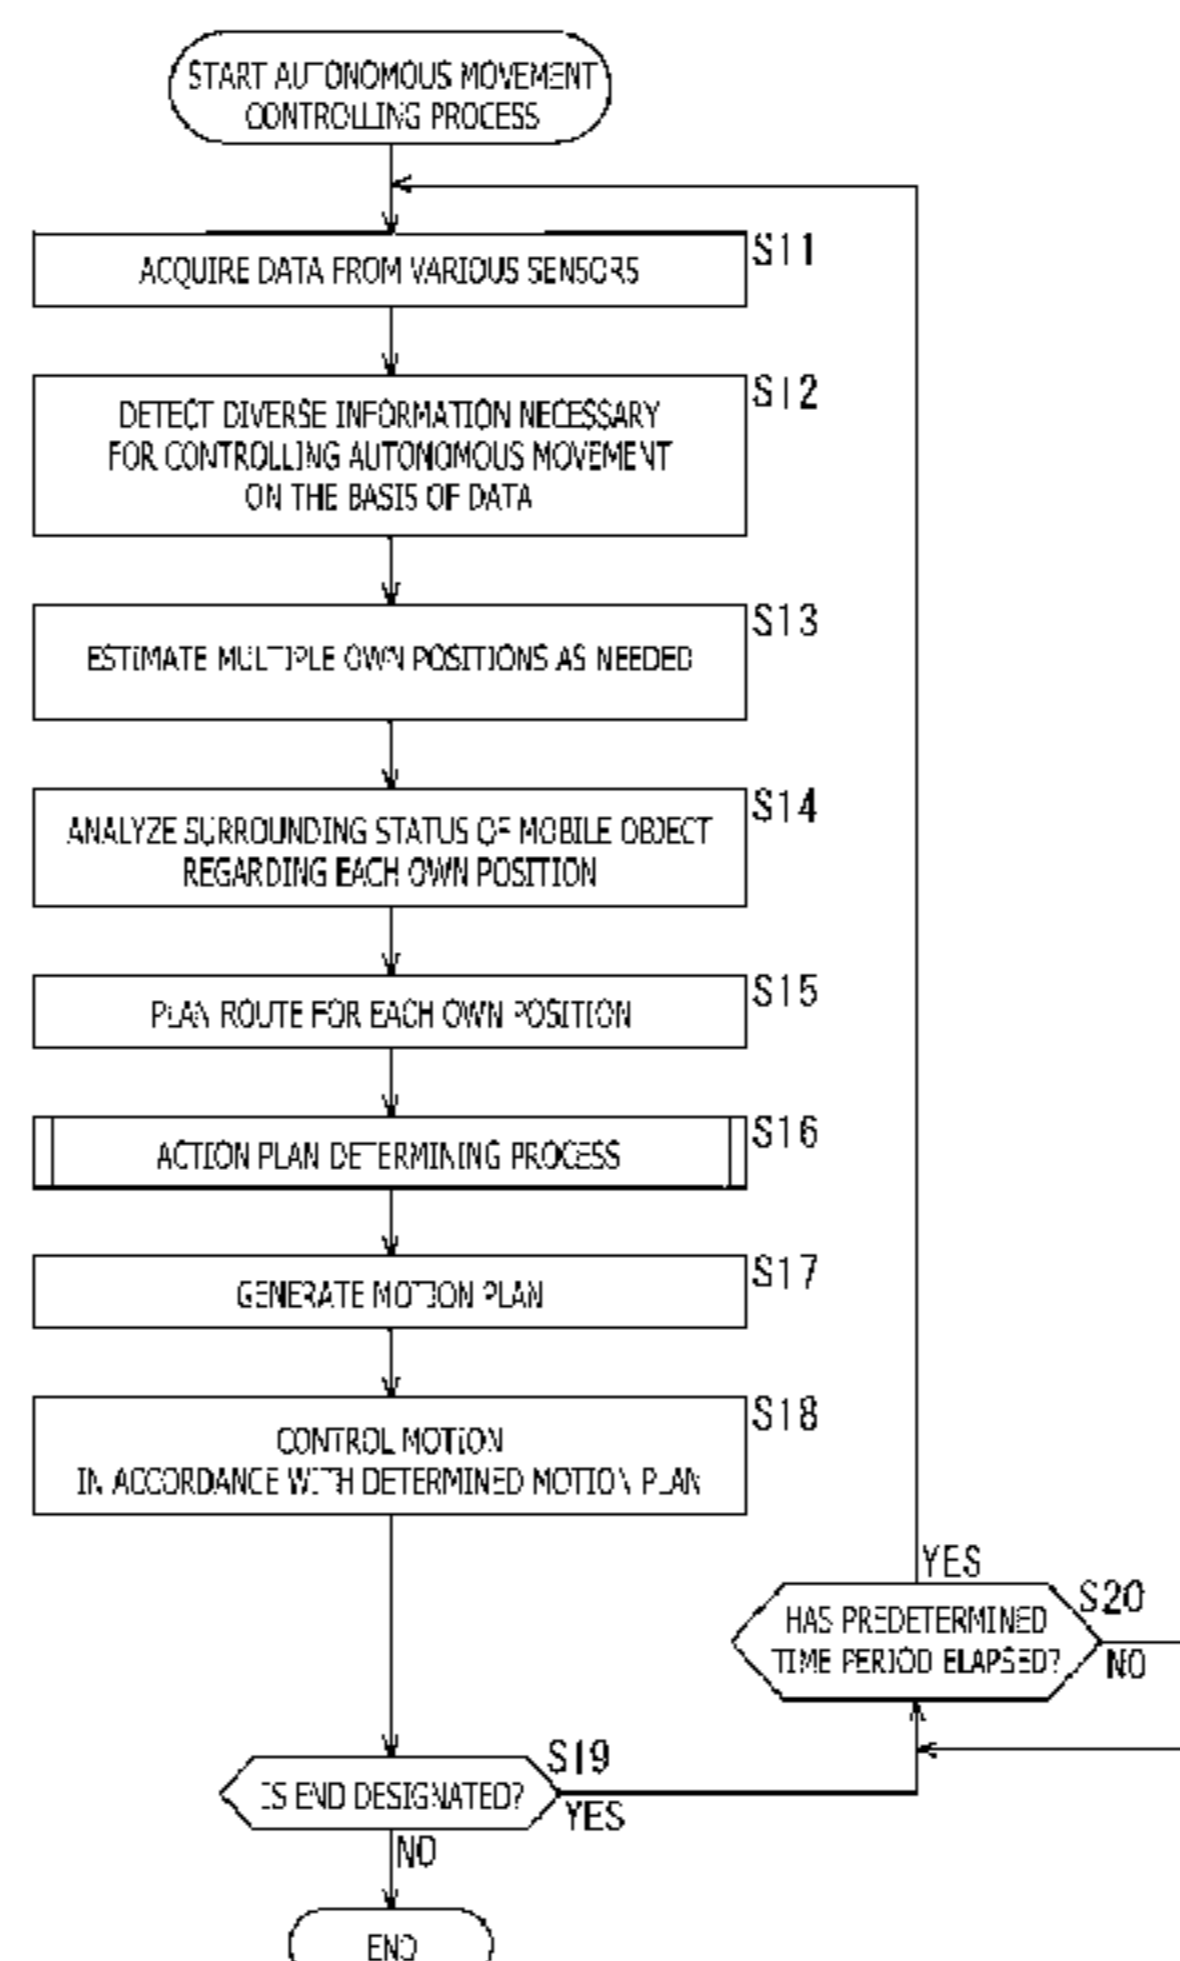 START AUTONOMOUS MOVEMENT
CONTROLLING PROCESS
ACQUIRE DATA FROM VARIOUS SENSORS
S11
DETECT DIVERSE INFORMATION NECESSARY
FOR CONTROLLING AUTONOMOUS MOVEMENT
ON THE BASIS OF DATA
S12
ESTIMATE MULTIPLE OWN POSITIONS AS NEEDED
S13
ANALYZE SURROUNDING STATUS OF MOBILE OBJECT
REGARDING EACH OWN POSITION
S14
PLAN ROUTE FOR EACH OWN POSITION
S15
ACTION PLAN DETERMINING PROCESS
S16
GENERATE MOTION PLAN
S17
CONTROL MOTION
IN ACCORDANCE WITH DETERMINED MOTION PLAN
S18
YES
HAS PREDETERMINED
TIME PERIOD ELAPSED?
S20
NO
IS END DESIGNATED?
S19
YES
NO
END